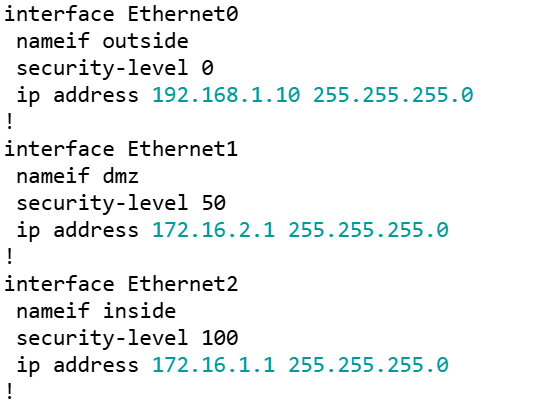 interface Ethernet0
 nameif outside
 security-level 0
 ip address 192.168.1.10 255.255.255.0
!
interface Ethernet1
 nameif dmz
 security-level 50
 ip address 172.16.2.1 255.255.255.0
!
interface Ethernet2
 nameif inside
 security-level 100
 ip address 172.16.1.1 255.255.255.0
!